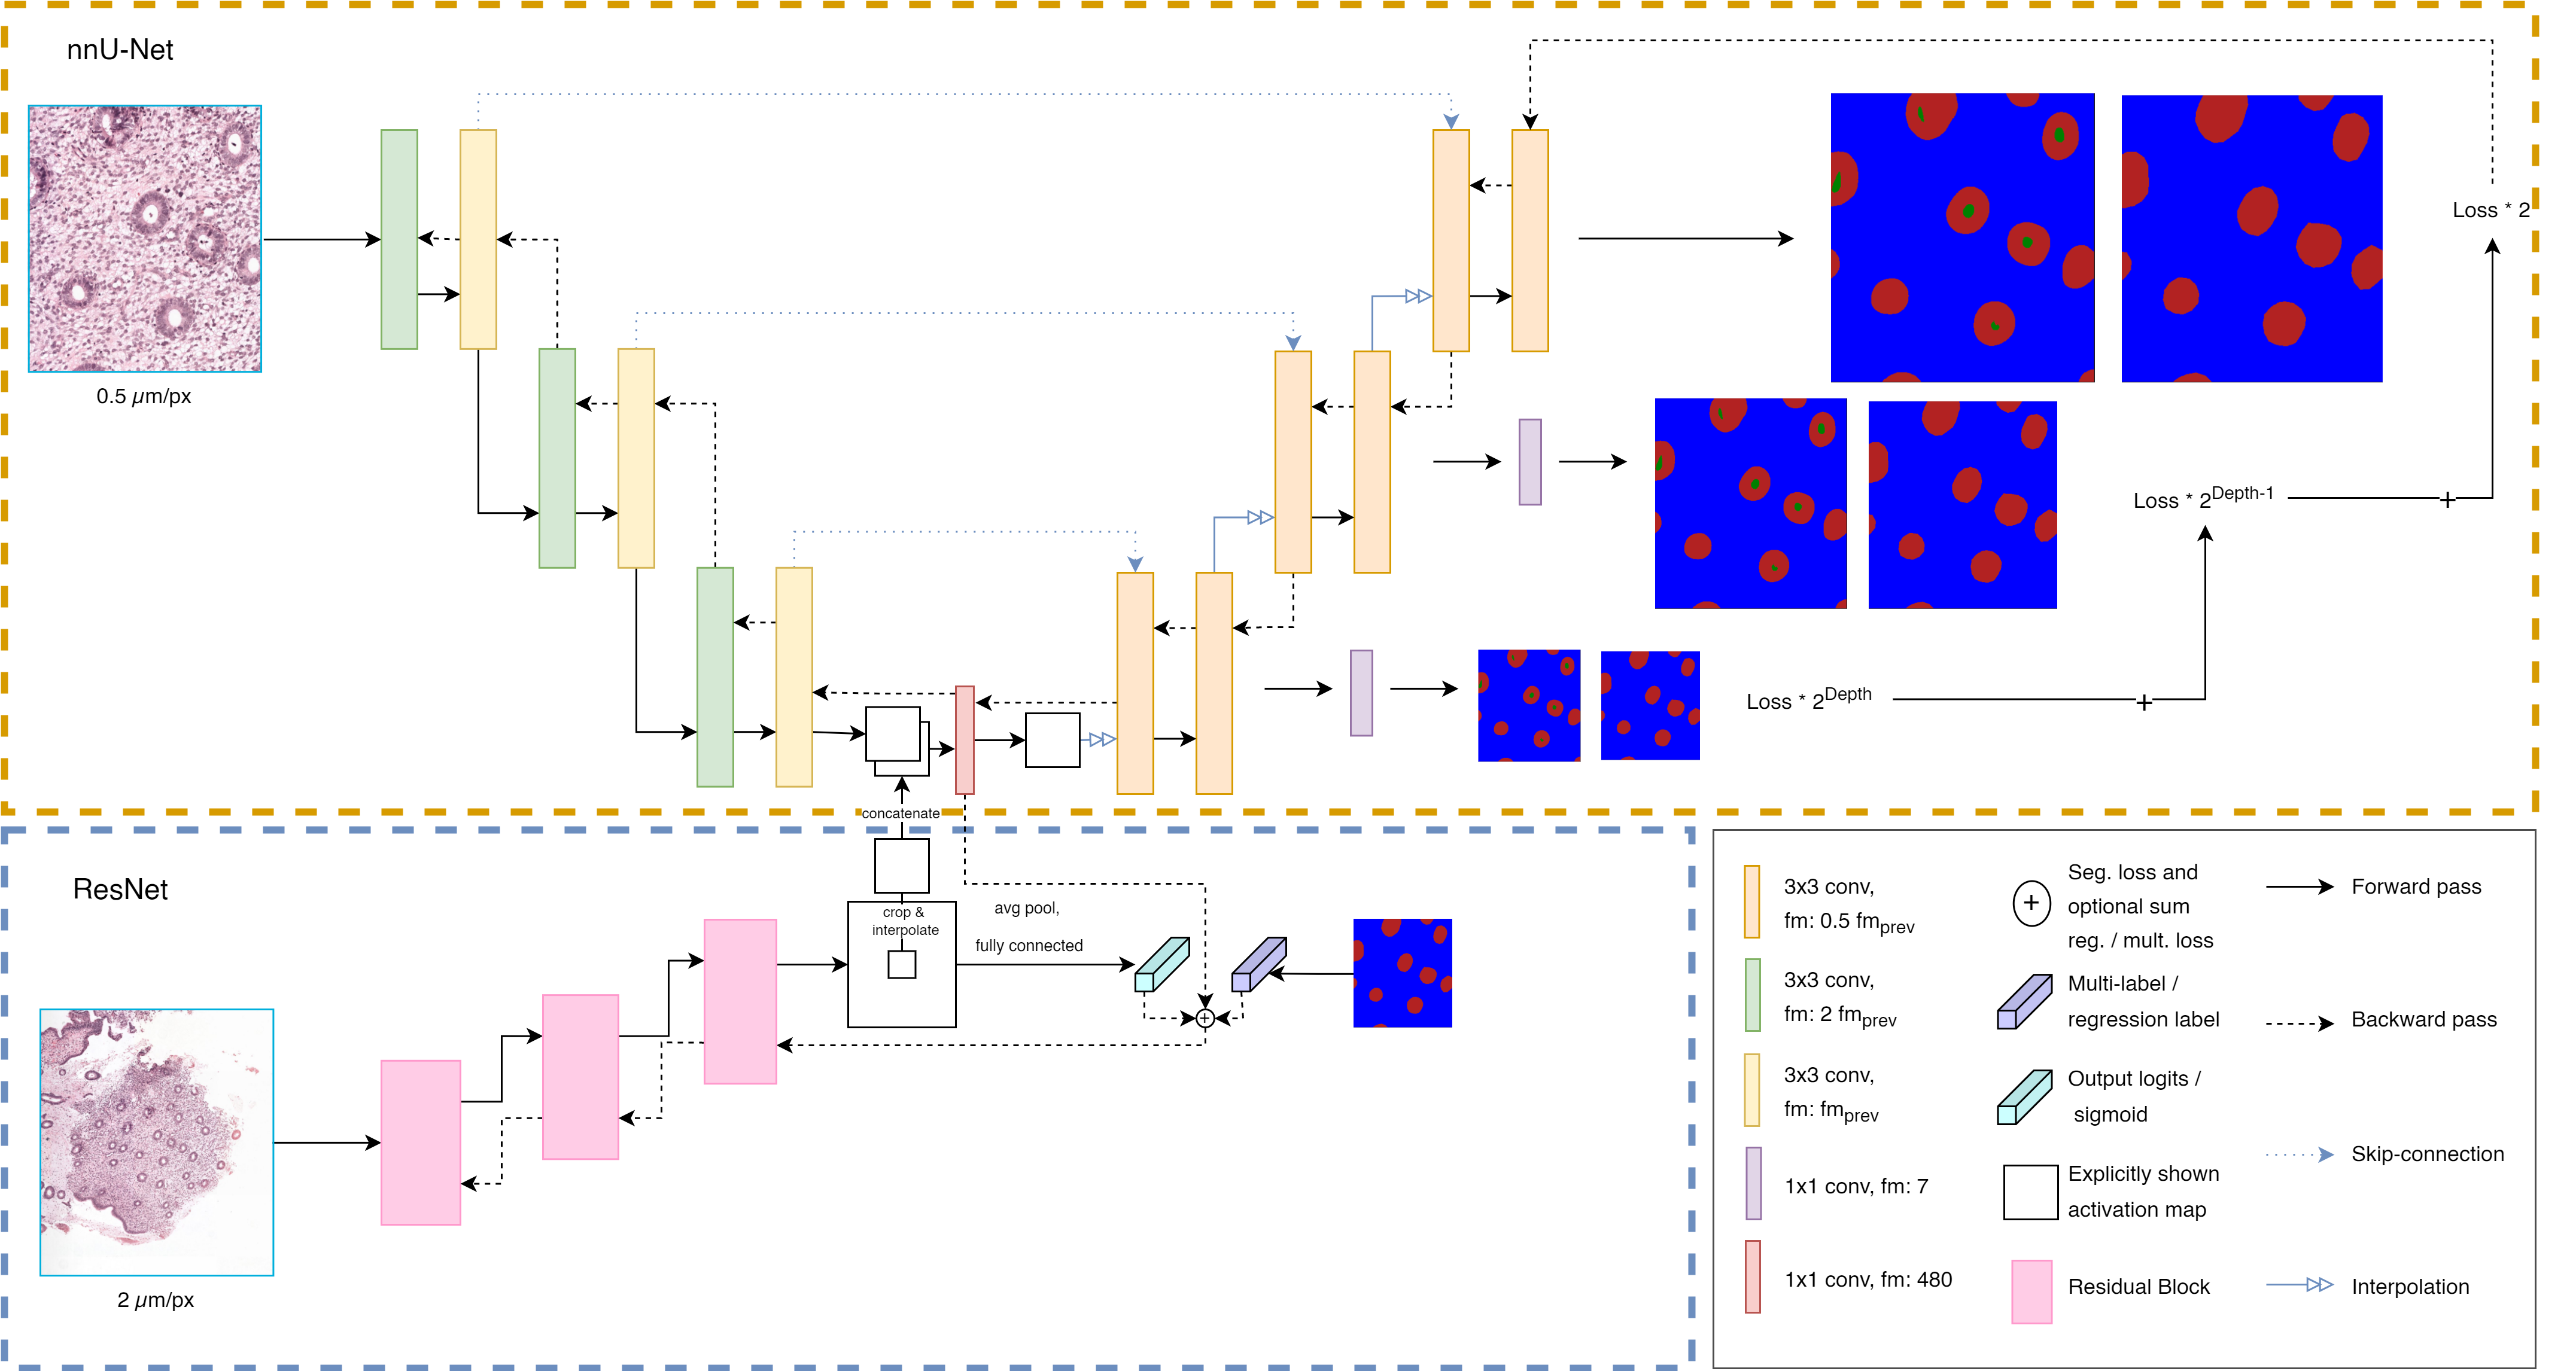 nnU-Net
0.5 µm/px
Loss * 2
Loss * 2^Depth-1
Loss * 2^Depth
concatenate
ResNet
crop &
interpolate
avg pool,
fully connected
2 µm/px
3x3 conv,
fm: 0.5 fm_prev
3x3 conv,
fm: 2 fm_prev
3x3 conv,
fm: fm_prev
1x1 conv, fm: 7
1x1 conv, fm: 480
Seg. loss and
optional sum
reg. / mult. loss
Multi-label /
regression label
Output logits /
sigmoid
Explicitly shown
activation map
Residual Block
Forward pass
Backward pass
Skip-connection
Interpolation